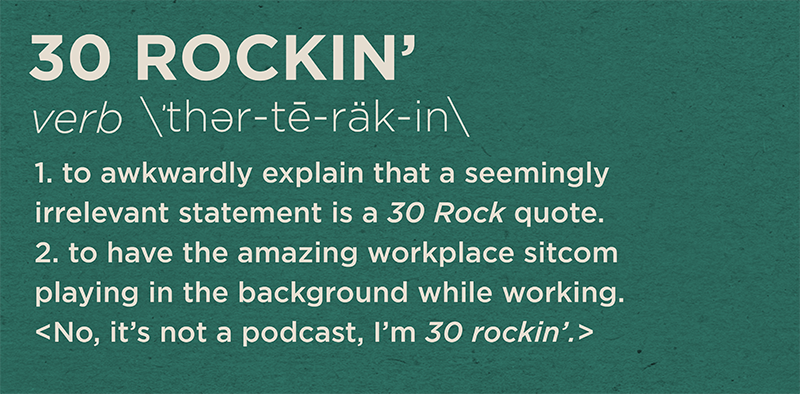 30 ROCKIN’
verb \'thər-tē-räk-in\
1. to awkwardly explain that a seemingly
irrelevant statement is a 30 Rock quote.
2. to have the amazing workplace sitcom
playing in the background while working.
<No, it’s not a podcast, I’m 30 rockin’.>